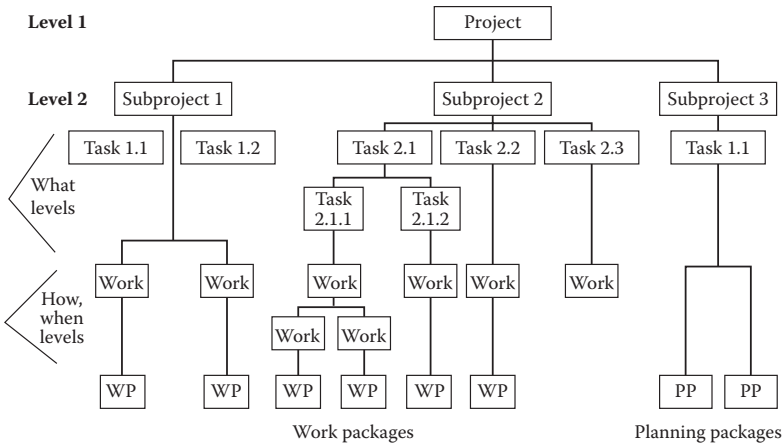 Level 1
Project
Level 2
Subproject 1
Subproject 2
Subproject 3
Task 1.1
Task 1.2
Task 2.1
Task 2.2
Task 2.3
Task 1.1
What
levels
Task
2.1.1
Task
2.1.2
Work
Work
Work
Work
Work
Work
How,
when
levels
Work
Work
WP
WP
WP
WP
WP
WP
PP
PP
Work packages
Planning packages